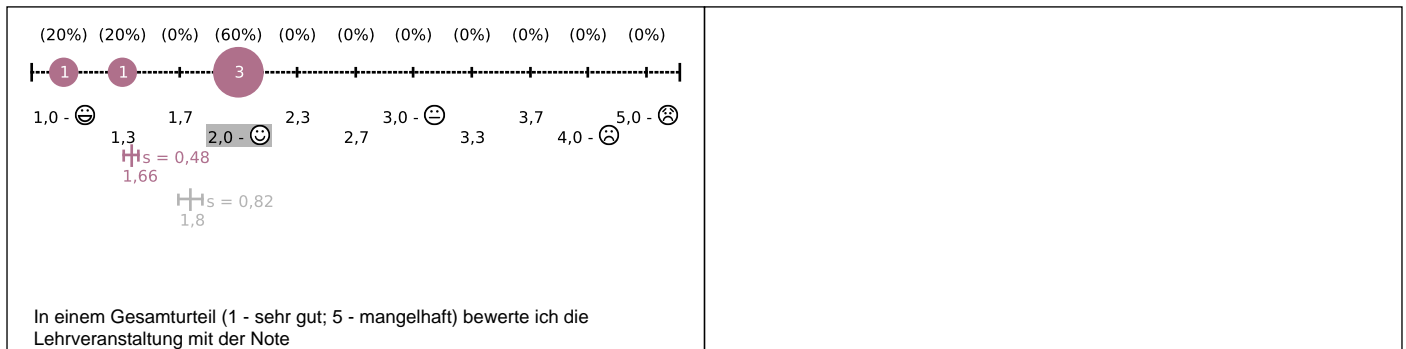 (20%) (20%) (0%) (60%) (0%) (0%) (0%) (0%) (0%) (0%) (0%)
1 1 3
1,0 - 1,7 2,3 3,0 - 3,7 5,0 -
1,3 2,0 - 2,7 3,3 4,0 -
s = 0,48
1,66
s = 0,82
1,8
In einem Gesamturteil (1 - sehr gut; 5 - mangelhaft) bewerte ich die
Lehrveranstaltung mit der Note